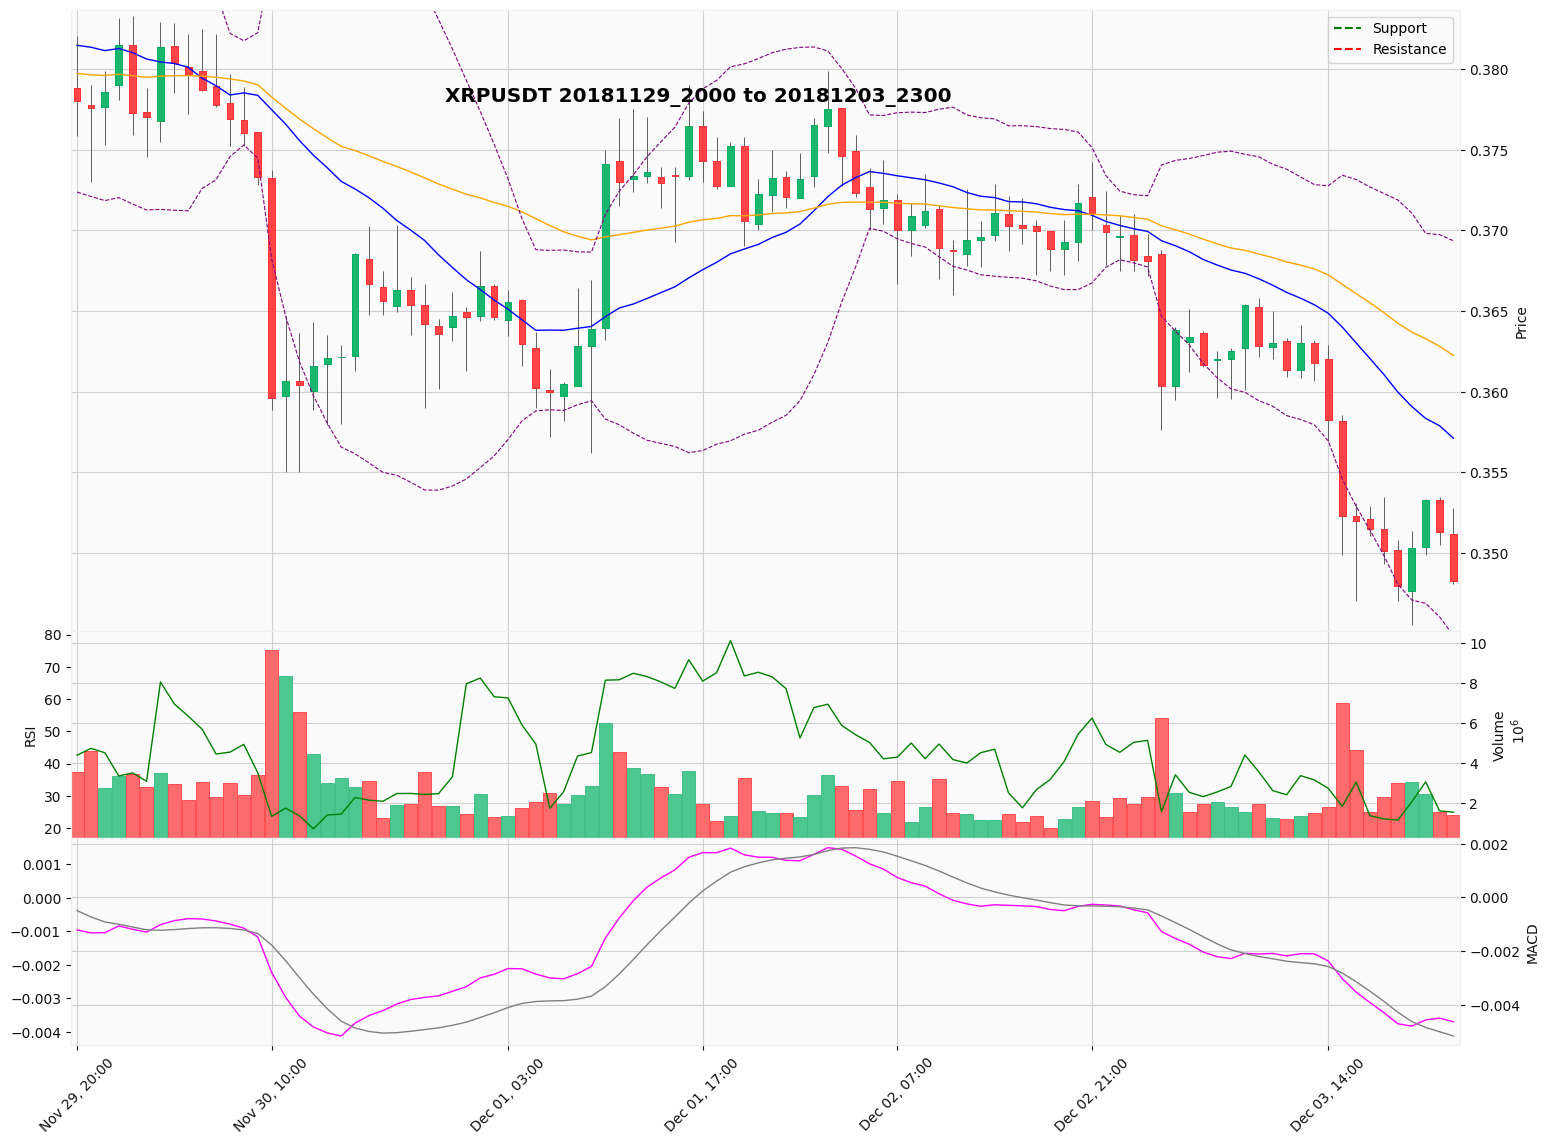 XRPUSDT 20181129_2000 to 20181203_2300
Support
Resistance
0.380
0.375
0.370
0.365
0.360
0.355
0.350
Price
80
70
60
50
40
30
20
RSI
10
8
6
4
2
Volume
10^6
0.001
0.000
−0.001
−0.002
−0.003
−0.004
0.002
0.000
−0.002
−0.004
MACD
Nov 29, 20:00
Nov 30, 10:00
Dec 01, 03:00
Dec 01, 17:00
Dec 02, 07:00
Dec 02, 21:00
Dec 03, 14:00